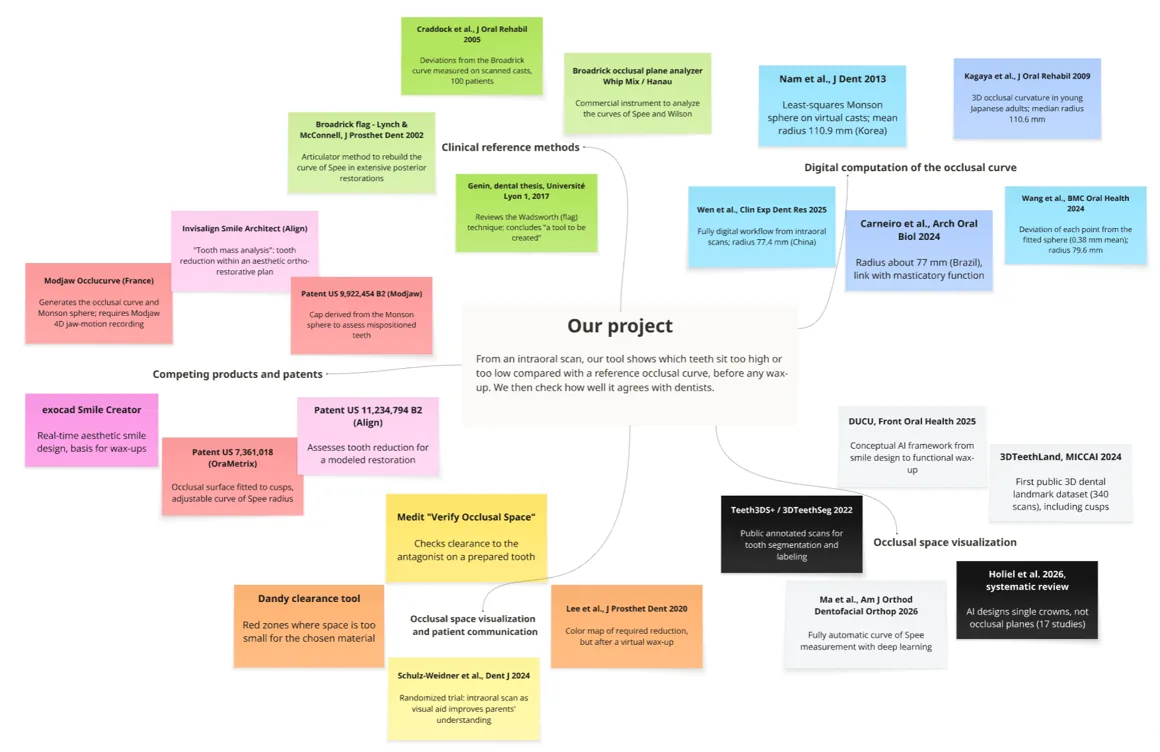 Craddock et al., J Oral Rehabil
2005
Deviations from the Broadrick
curve measured on scanned casts,
100 patients
Broadrick occlusal plane analyzer
Whip Mix / Hanau
Commercial instrument to analyze
the curves of Spee and Wilson
Broadrick flag - Lynch &
McConnell, J Prosthet Dent 2002
Articulator method to rebuild the
curve of Spee in extensive posterior
restorations
Clinical reference methods
Genin, dental thesis, Université
Lyon 1, 2017
Reviews the Wadsworth (flag)
technique; concludes "a tool to be
created"
Nam et al., J Dent 2013
Least-squares Monson
sphere on virtual casts; mean
radius 110.9 mm (Korea)
Kagaya et al., J Oral Rehabil 2009
3D occlusal curvature in young
Japanese adults; median radius
110.6 mm
Digital computation of the occlusal curve
Wen et al., Clin Exp Dent Res 2025
Fully digital workflow from intraoral
scans; radius 77.4 mm (China)
Carneiro et al., Arch Oral
Biol 2024
Radius about 77 mm (Brazil),
link with masticatory function
Wang et al., BMC Oral Health
2024
Deviation of each point from the
fitted sphere (0.38 mm mean);
radius 79.6 mm
Invisalign Smile Architect (Align)
"Tooth mass analysis": tooth
reduction within an aesthetic ortho-
restorative plan
Modjaw Occlucurve (France)
Generates the occlusal curve and
Monson sphere; requires Modjaw
4D jaw-motion recording
Patent US 9,922,454 B2 (Modjaw)
Cap derived from the Monson
sphere to assess mispositioned
teeth
Competing products and patents
Our project
From an intraoral scan, our tool shows which teeth sit too high or
too low compared with a reference occlusal curve, before any wax-
up. We then check how well it agrees with dentists.
exocad Smile Creator
Real-time aesthetic smile
design, basis for wax-ups
Patent US 11,234,794 B2
(Align)
Assesses tooth reduction for
a modeled restoration
Patent US 7,361,018
(OraMetrix)
Occlusal surface fitted to cusps,
adjustable curve of Spee radius
Medit "Verify Occlusal Space"
Checks clearance to the
antagonist on a prepared tooth
Dandy clearance tool
Red zones where space is too
small for the chosen material
Occlusal space visualization
and patient communication
Lee et al., J Prosthet Dent 2020
Color map of required reduction,
but after a virtual wax-up
Schulz-Weidner et al., Dent J 2024
Randomized trial: intraoral scan as
visual aid improves parents'
understanding
DUCU, Front Oral Health 2025
Conceptual AI framework from
smile design to functional wax-
up
3DTeethLand, MICCAI 2024
First public 3D dental
landmark dataset (340
scans), including cusps
Teeth3DS+ / 3DTeethSeg 2022
Public annotated scans for
tooth segmentation and
labeling
Occlusal space visualization
Ma et al., Am J Orthod
Dentofacial Orthop 2026
Fully automatic curve of Spee
measurement with deep learning
Holiel et al. 2026,
systematic review
AI designs single crowns, not
occlusal planes (17 studies)